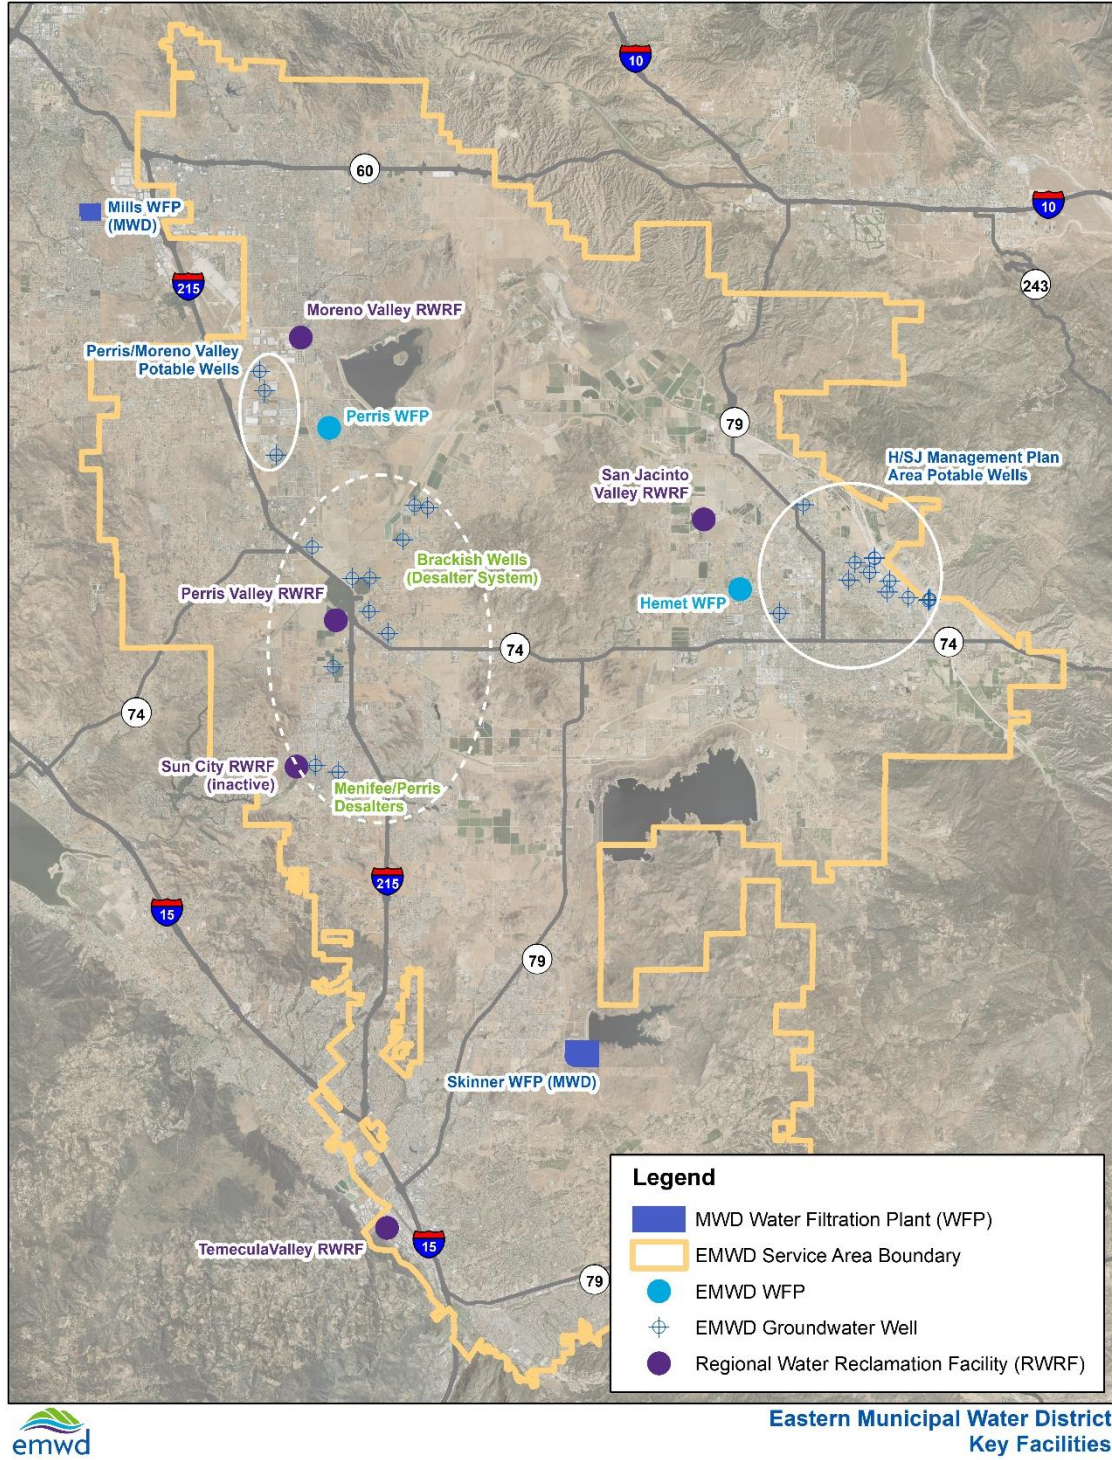 10
60
10
Mills WFP
(MWD)
215
243
Moreno Valley RWRF
Perris/Moreno Valley
Potable Wells
Perris WFP
79
H/SJ Management Plan
Area Potable Wells
San Jacinto
Valley RWRF
Brackish Wells
(Desalter System)
Perris Valley RWRF
Hemet WFP
74
74
74
Sun City RWRF
(inactive)
Menifee/Perris
Desalters
215
15
79
Skinner WFP (MWD)
TemeculaValley RWRF
15
79
Legend
MWD Water Filtration Plant (WFP)
EMWD Service Area Boundary
EMWD WFP
EMWD Groundwater Well
Regional Water Reclamation Facility (RWRF)
emwd
Eastern Municipal Water District
Key Facilities